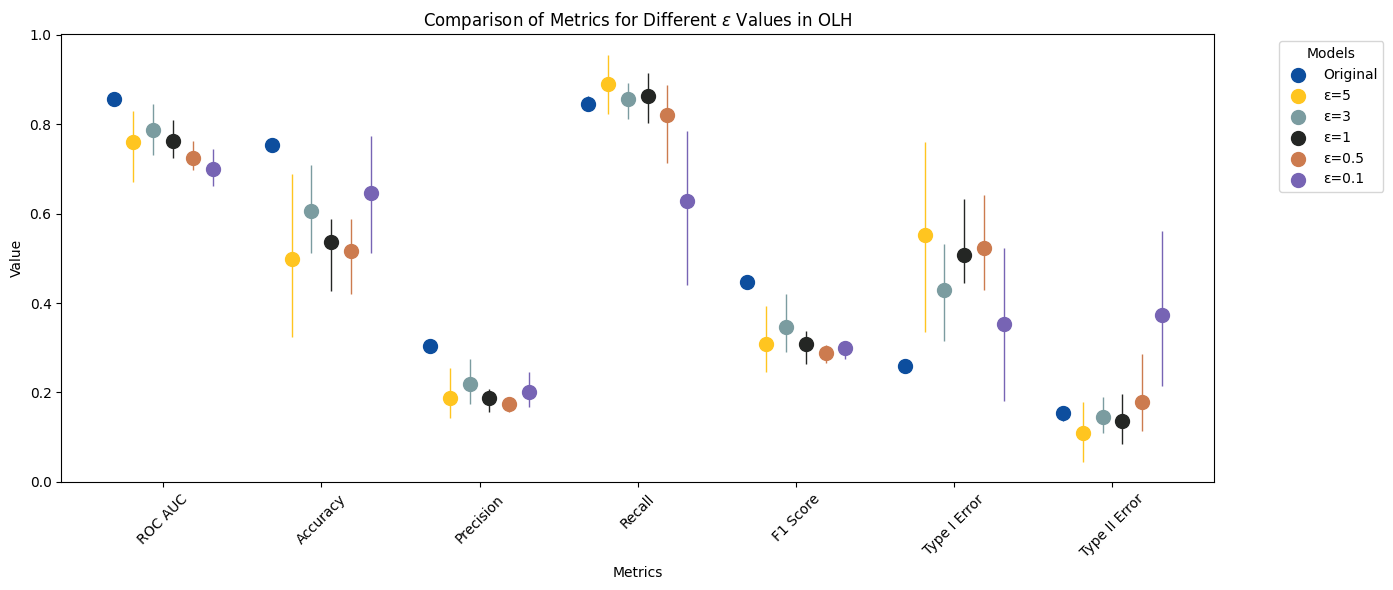 Comparison of Metrics for Different ε Values in OLH
Models
Original
ε=5
ε=3
ε=1
ε=0.5
ε=0.1
Value
1.0
0.8
0.6
0.4
0.2
0.0
ROC AUC
Accuracy
Precision
Recall
F1 Score
Type I Error
Type II Error
Metrics